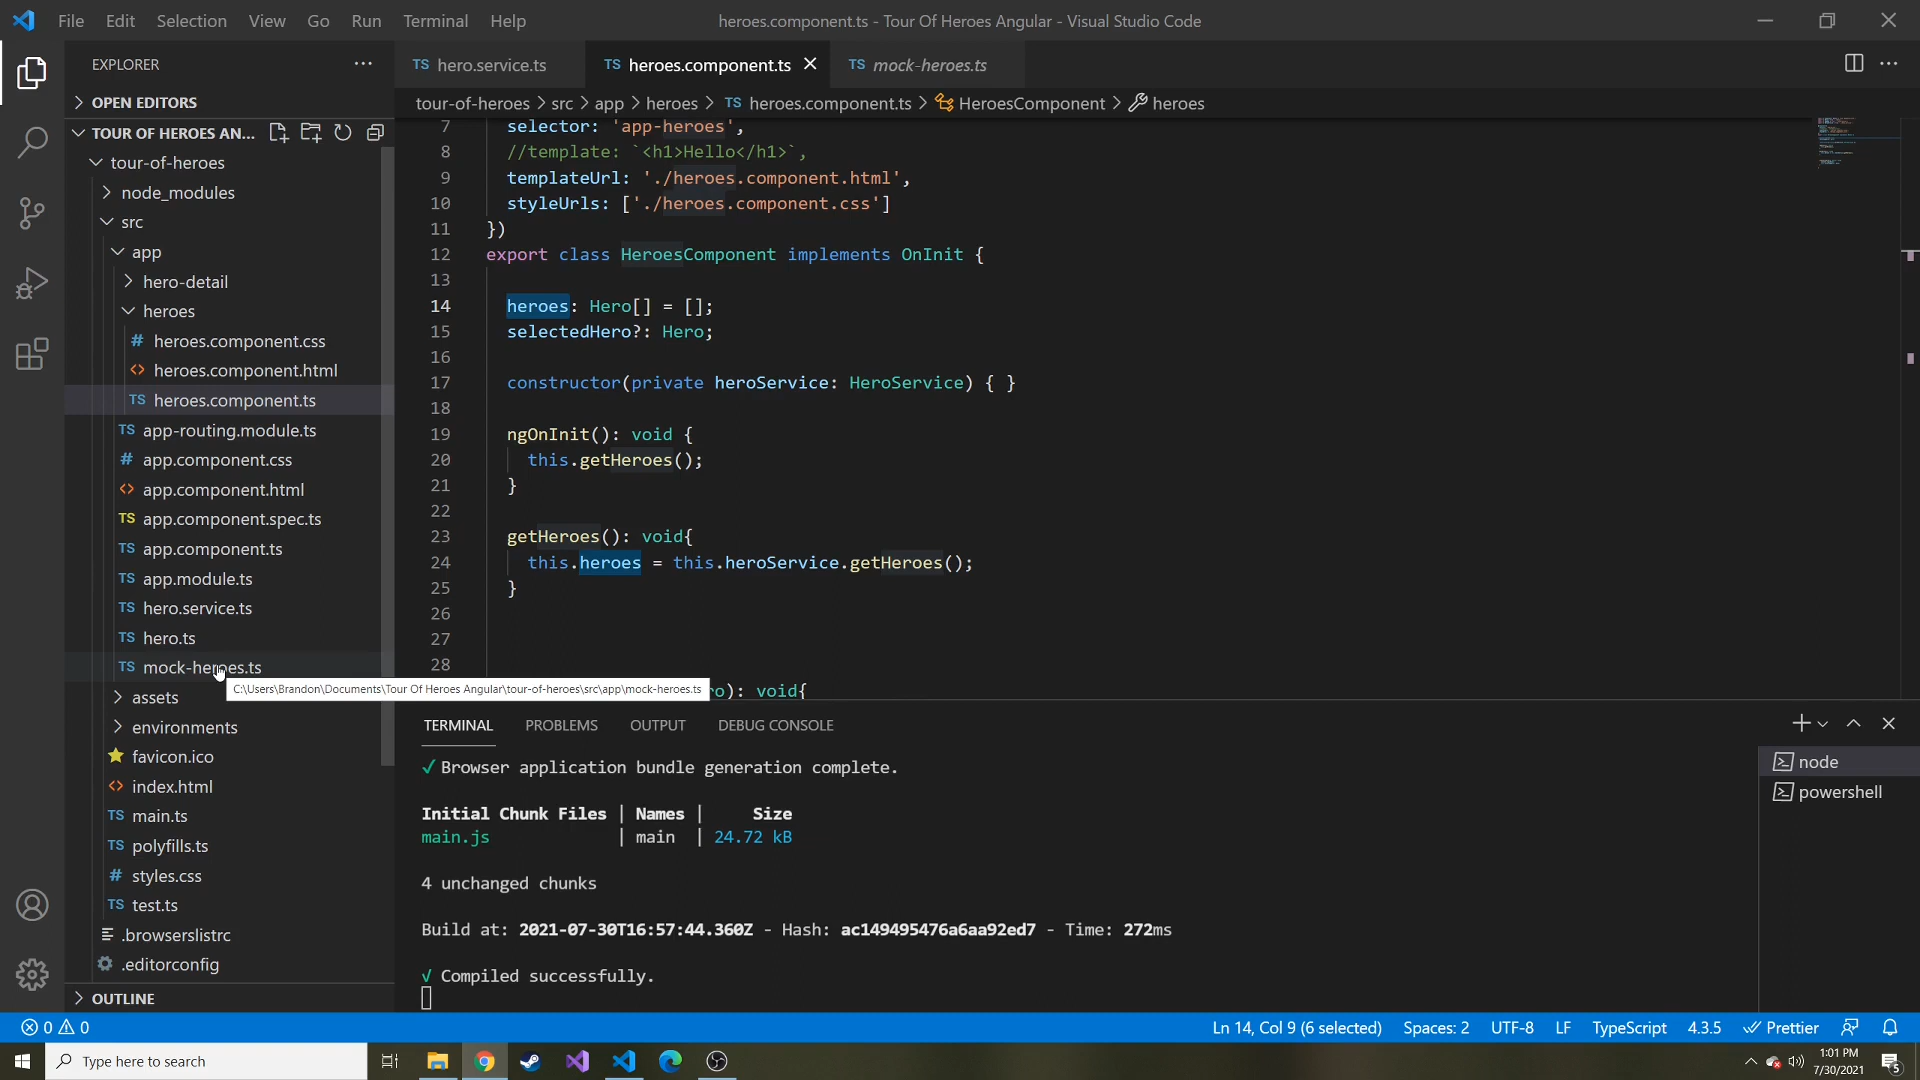 File Edit Selection View Go Run Terminal Help
heroes.component.ts - Tour Of Heroes Angular - Visual Studio Code
EXPLORER
OPEN EDITORS
TOUR OF HEROES AN...
tour-of-heroes
node_modules
src
app
hero-detail
heroes
# heroes.component.css
<> heroes.component.html
TS heroes.component.ts
TS app-routing.module.ts
# app.component.css
<> app.component.html
TS app.component.spec.ts
TS app.component.ts
TS app.module.ts
TS hero.service.ts
TS hero.ts
TS mock-heroes.ts
C:\Users\Brandon\Documents\Tour Of Heroes Angular\tour-of-heroes\src\app\mock-heroes.ts
assets
environments
favicon.ico
<> index.html
TS main.ts
TS polyfills.ts
# styles.css
TS test.ts
.browserslistrc
.editorconfig
OUTLINE
TS hero.service.ts TS heroes.component.ts TS mock-heroes.ts
tour-of-heroes > src > app > heroes > TS heroes.component.ts > HeroesComponent > heroes
7 selector: 'app-heroes',
8 //template: `<h1>Hello</h1>`,
9 templateUrl: './heroes.component.html',
10 styleUrls: ['./heroes.component.css']
11 })
12 export class HeroesComponent implements OnInit {
13
14 heroes: Hero[] = [];
15 selectedHero?: Hero;
16
17 constructor(private heroService: HeroService) { }
18
19 ngOnInit(): void {
20 this.getHeroes();
21 }
22
23 getHeroes(): void{
24 this.heroes = this.heroService.getHeroes();
25 }
26
27
28
ro): void{
TERMINAL PROBLEMS OUTPUT DEBUG CONSOLE
✓ Browser application bundle generation complete.
Initial Chunk Files | Names | Size
main.js | main | 24.72 kB
4 unchanged chunks
Build at: 2021-07-30T16:57:44.360Z - Hash: ac149495476a6aa92ed7 - Time: 272ms
√ Compiled successfully.
node
powershell
0 0
Ln 14, Col 9 (6 selected) Spaces: 2 UTF-8 LF TypeScript 4.3.5 Prettier
Type here to search
1:01 PM
7/30/2021
5